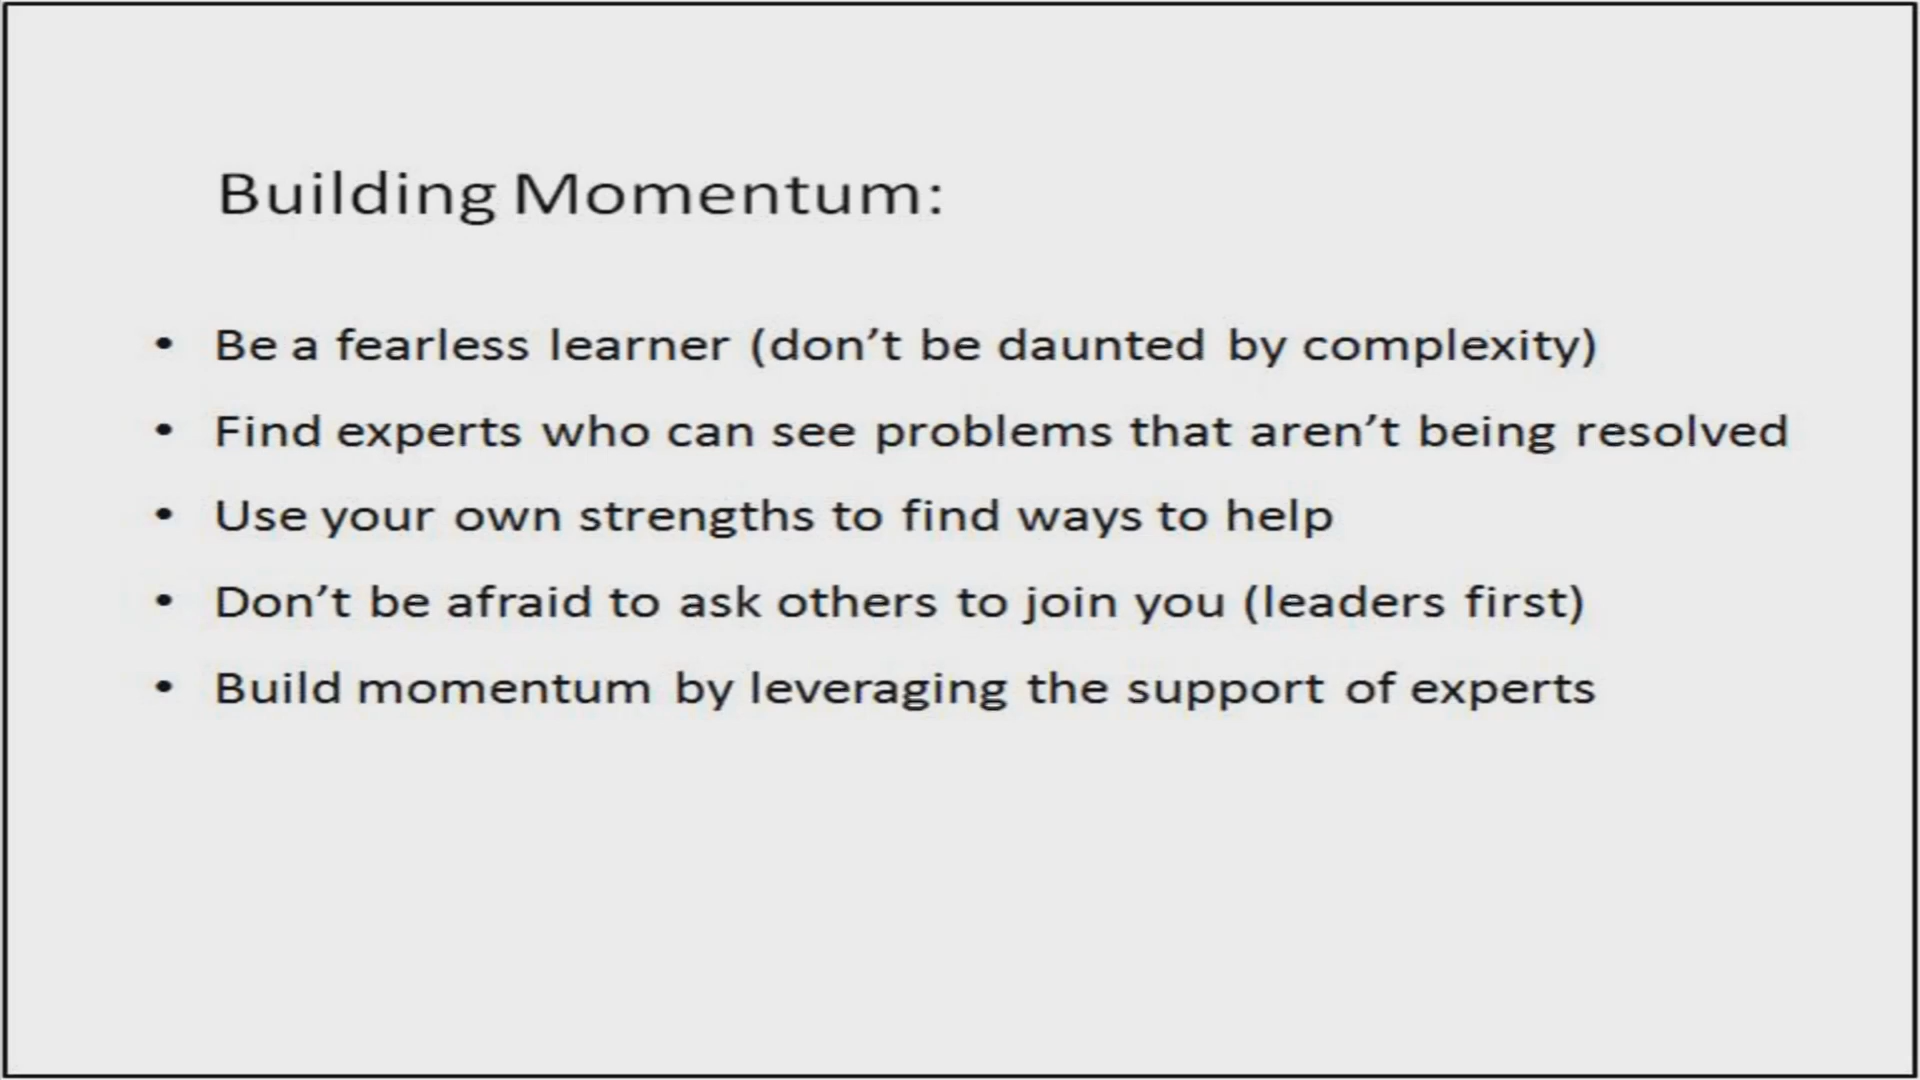 Building Momentum:
• Be a fearless learner (don’t be daunted by complexity)
• Find experts who can see problems that aren’t being resolved
• Use your own strengths to find ways to help
• Don’t be afraid to ask others to join you (leaders first)
• Build momentum by leveraging the support of experts